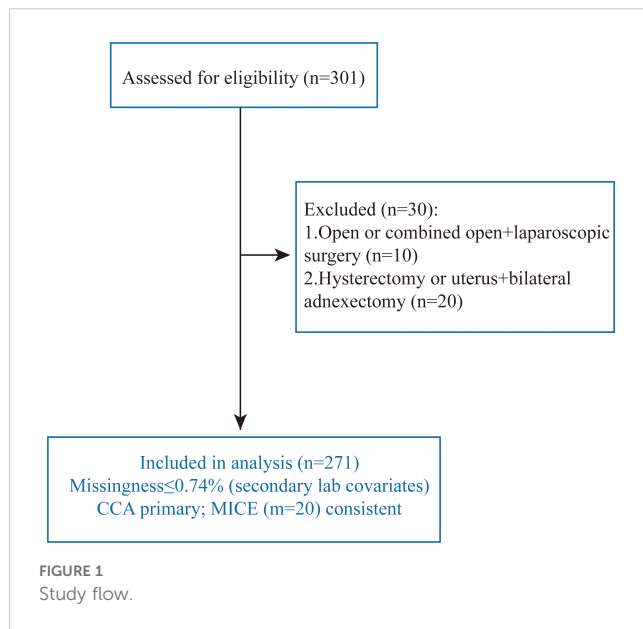 Assessed for eligibility (n=301)
Excluded (n=30):
1.Open or combined open+laparoscopic
surgery (n=10)
2.Hysterectomy or uterus+bilateral
adnexectomy (n=20)
Included in analysis (n=271)
Missingness≤0.74% (secondary lab covariates)
CCA primary; MICE (m=20) consistent
FIGURE 1
Study flow.